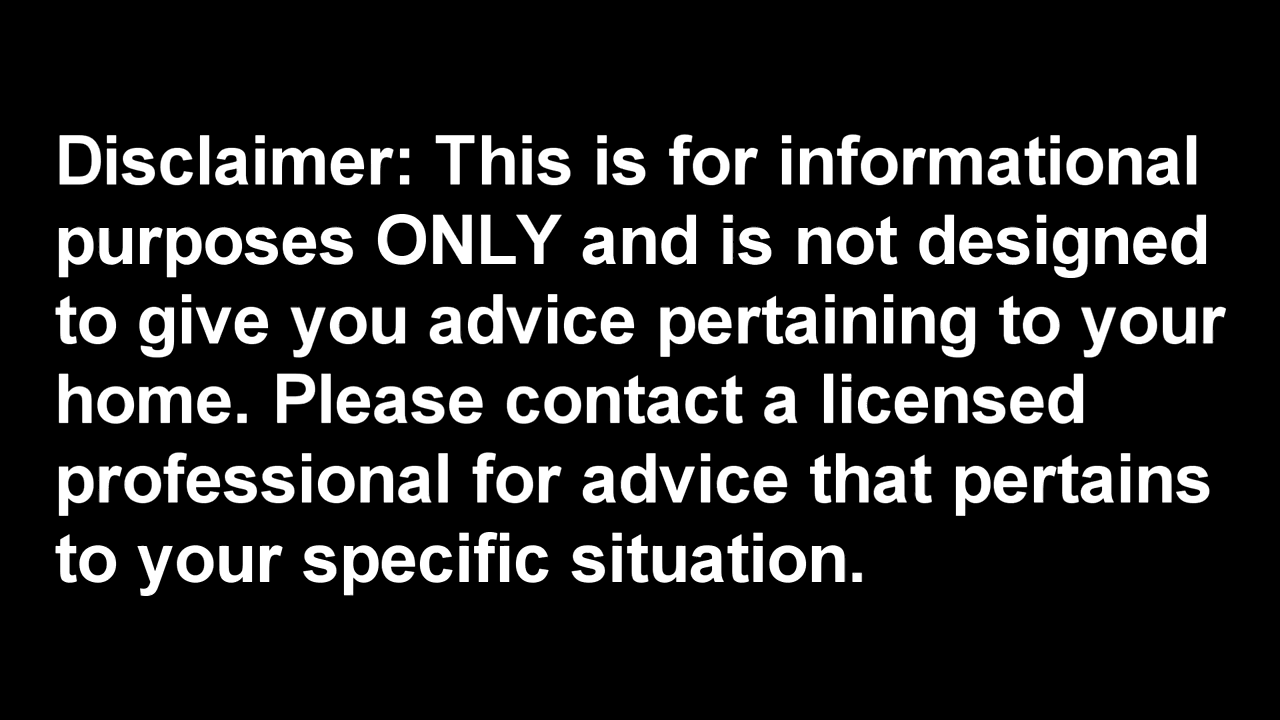 Disclaimer: This is for informational
purposes ONLY and is not designed
to give you advice pertaining to your
home. Please contact a licensed
professional for advice that pertains
to your specific situation.